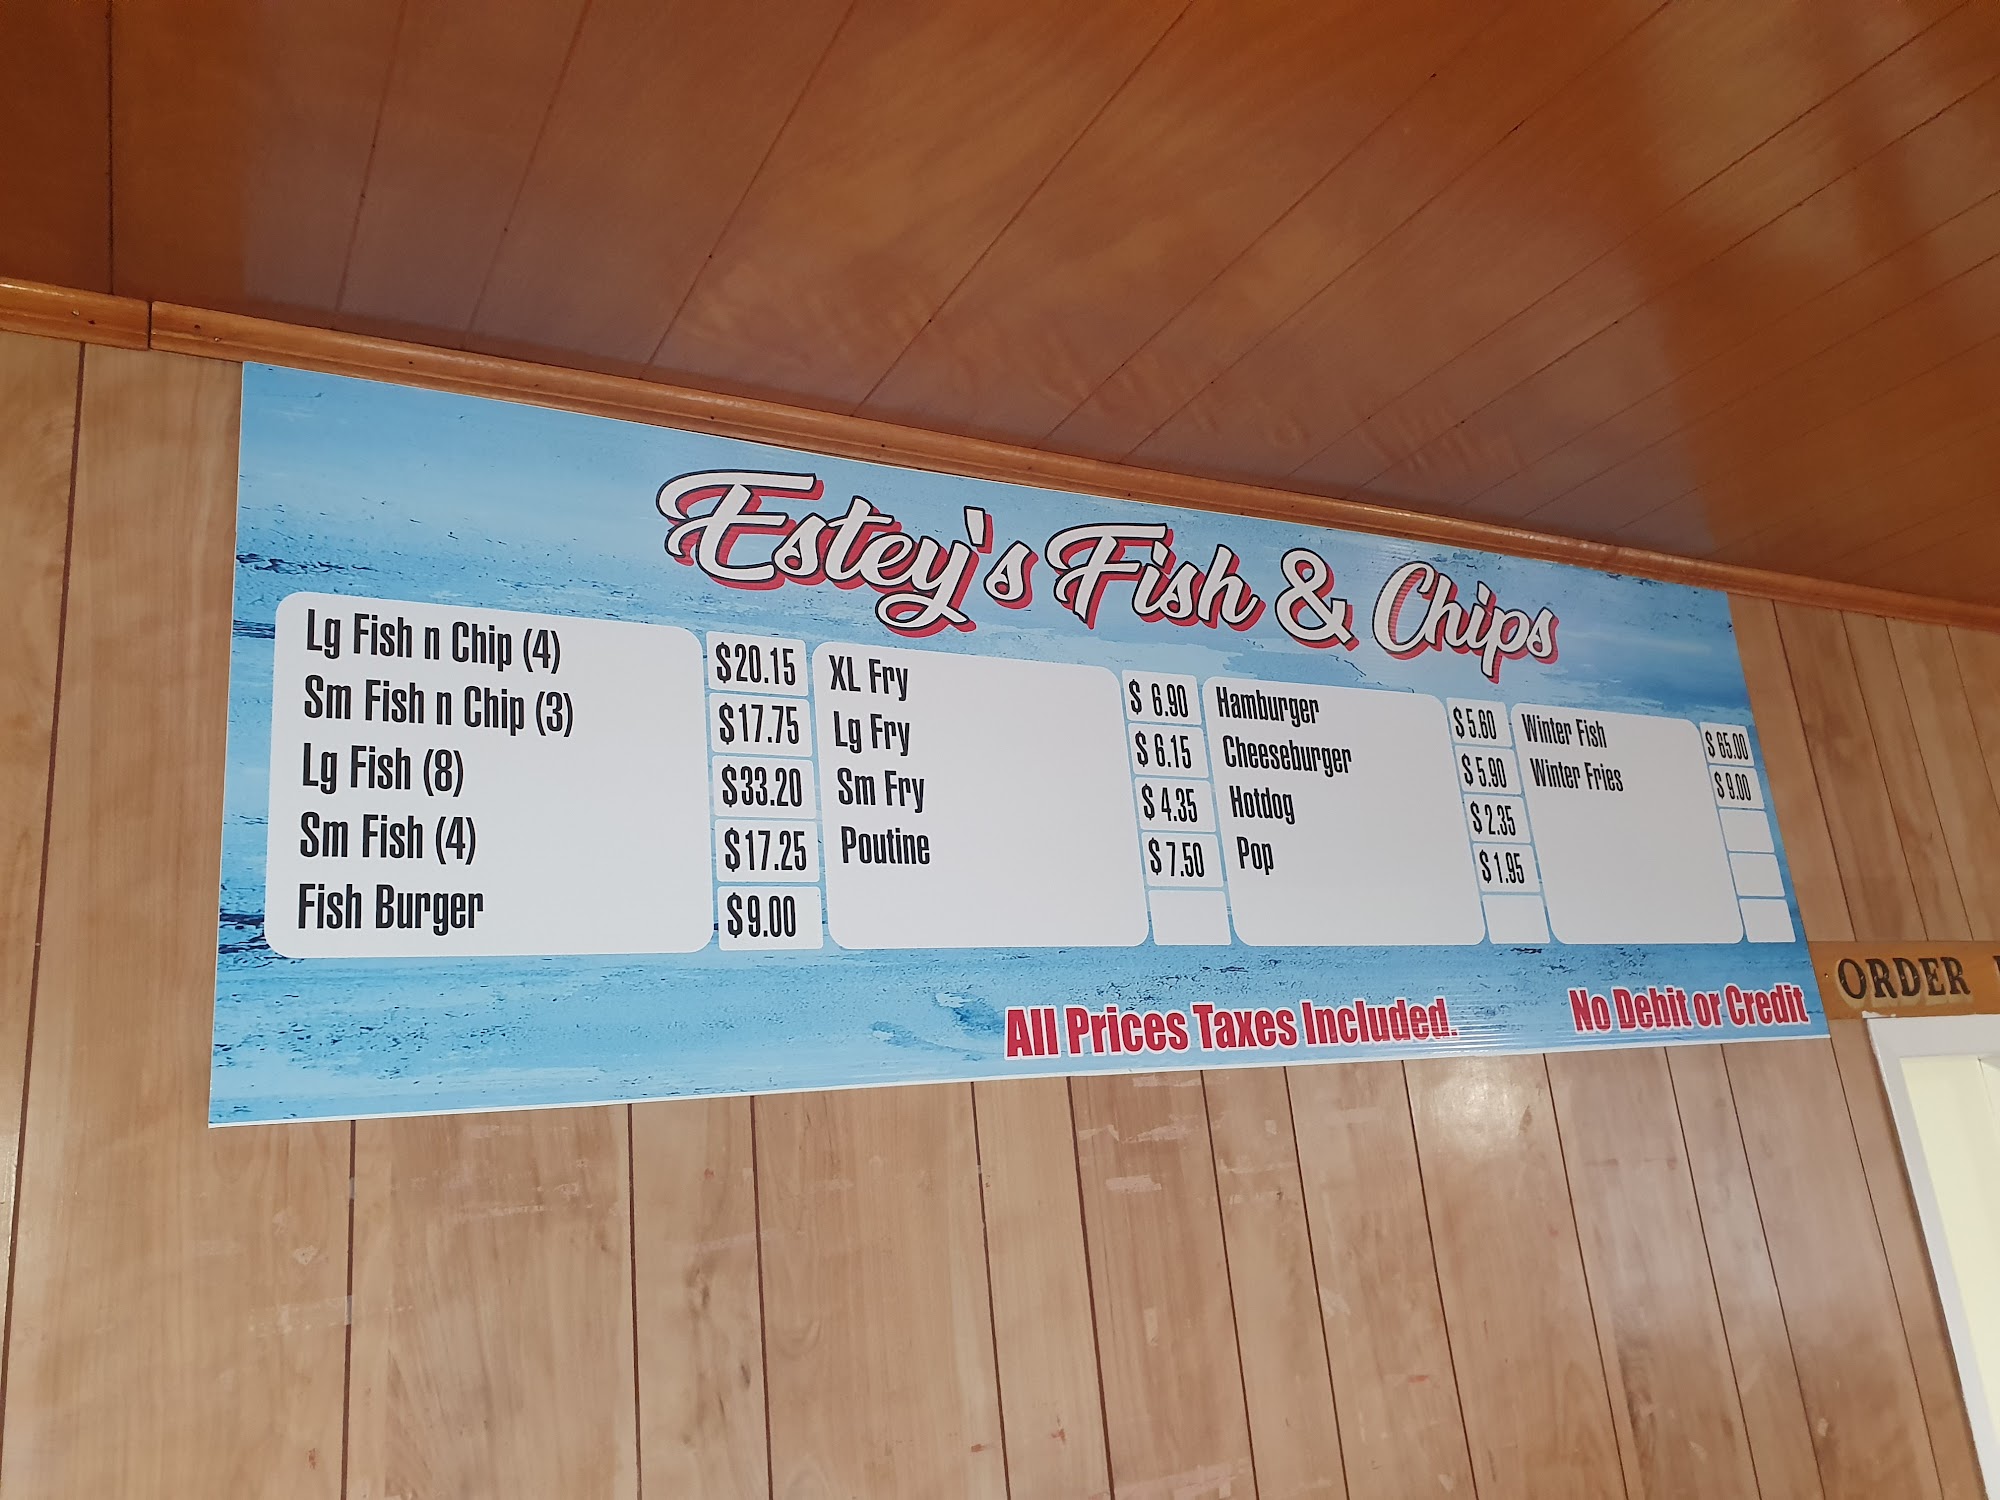 Estey's Fish & Chips
Lg Fish n Chip (4) $20.15
Sm Fish n Chip (3) $17.75
Lg Fish (8) $33.20
Sm Fish (4) $17.25
Fish Burger $9.00
XL Fry $ 6.90
Lg Fry $ 6.15
Sm Fry $ 4.35
Poutine $ 7.50
Hamburger $ 5.60
Cheeseburger $ 5.90
Hotdog $ 2.35
Pop $ 1.95
Winter Fish $ 65.00
Winter Fries $ 9.00
All Prices Taxes Included.
No Debit or Credit
ORDER